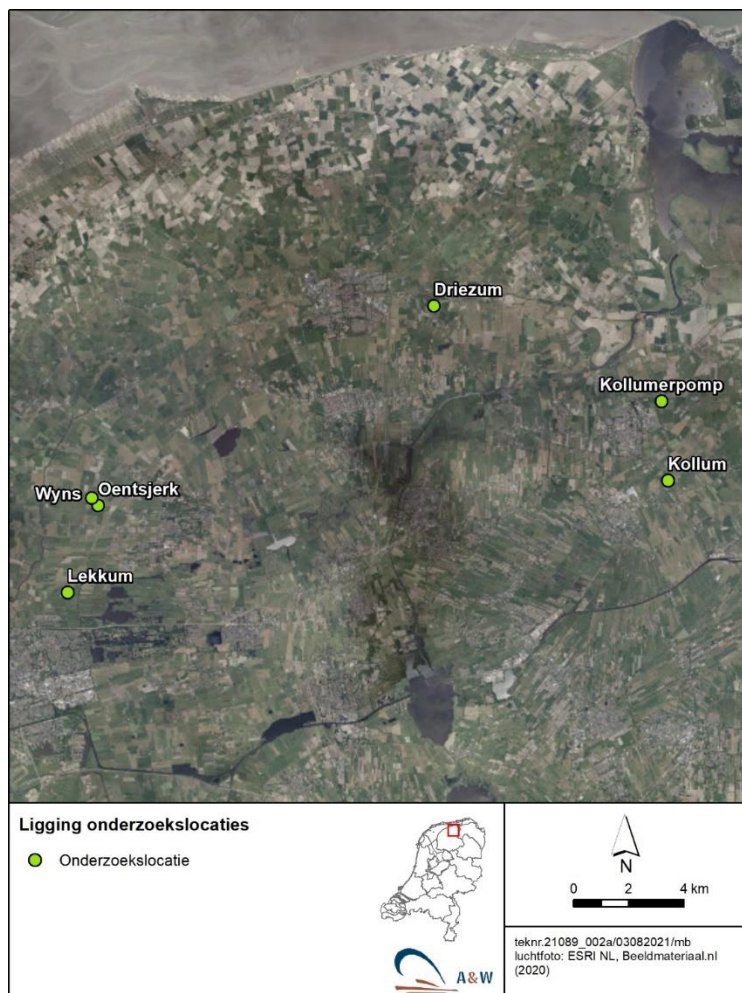 Driezum
Kollumerpomp
Kollum
Wyns Oentsjerk
Lekkum
Ligging onderzoekslocaties
Onderzoekslocatie
N
0 2 4 km
A&W
teknr.21089_002a/03082021/mb
luchtfoto: ESRI NL, Beeldmateriaal.nl
(2020)